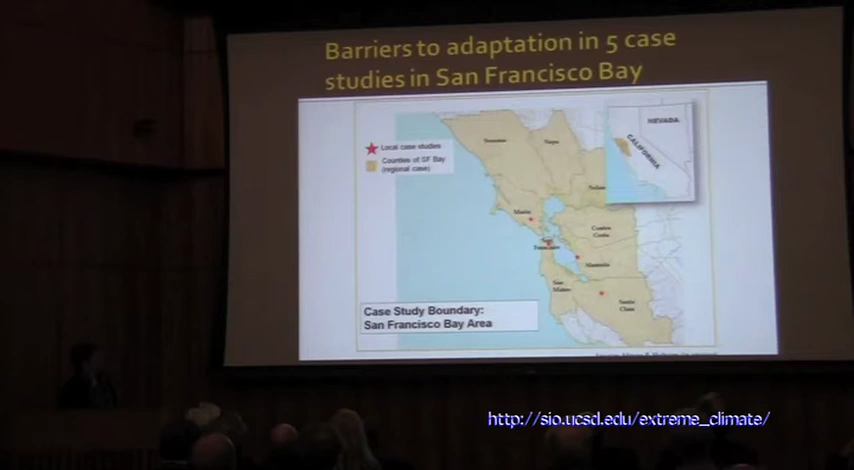 Barriers to adaptation in 5 case
studies in San Francisco Bay
Local case studies
Counties of SF Bay
(regional case)
NEVADA
CALIFORNIA
Sonoma
Napa
Solano
Marin
Contra
Costa
San
Francisco
Alameda
San
Mateo
Santa
Clara
Case Study Boundary:
San Francisco Bay Area
http://sio.ucsd.edu/extreme_climate/